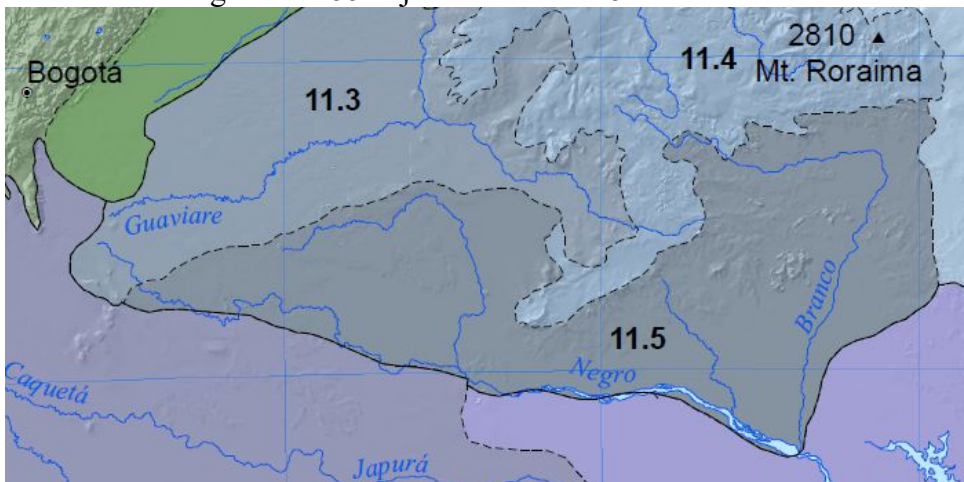 Bogotá
11.3
11.4
2810
Mt. Roraima
Guaviare
Branco
11.5
Negro
Caquetá
Japurá